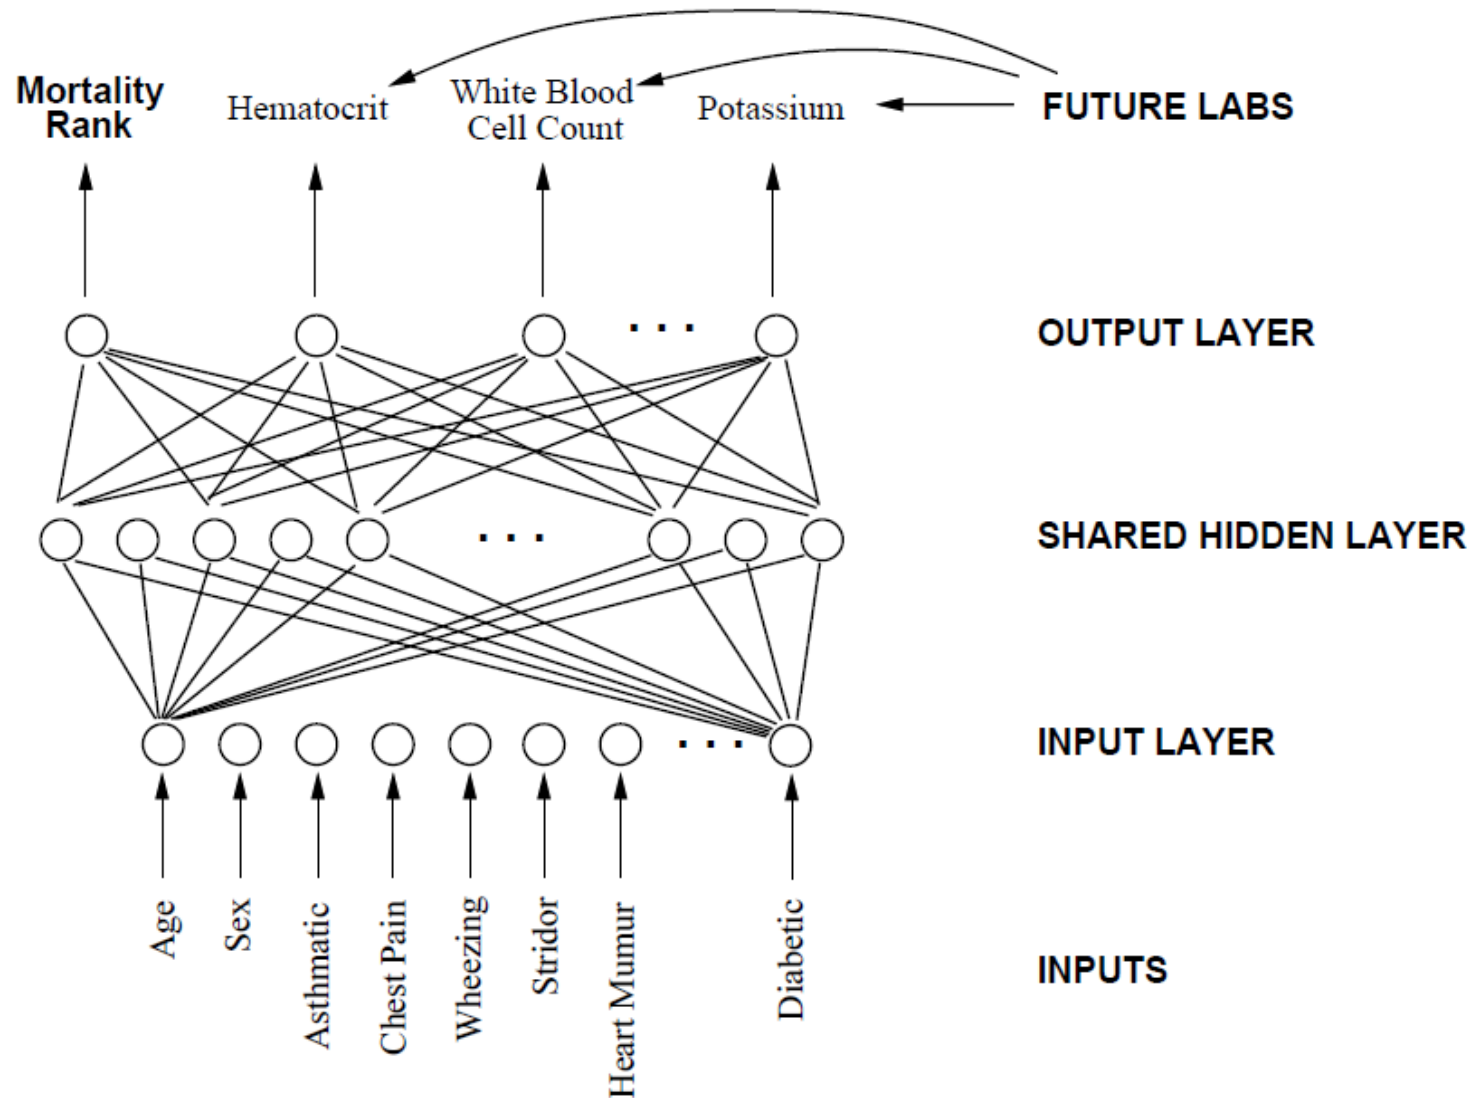 Mortality
Rank
Hematocrit
White Blood
Cell Count
Potassium
FUTURE LABS
. . .
OUTPUT LAYER
. . .
SHARED HIDDEN LAYER
. . .
INPUT LAYER
Age
Sex
Asthmatic
Chest Pain
Wheezing
Stridor
Heart Mumur
Diabetic
INPUTS